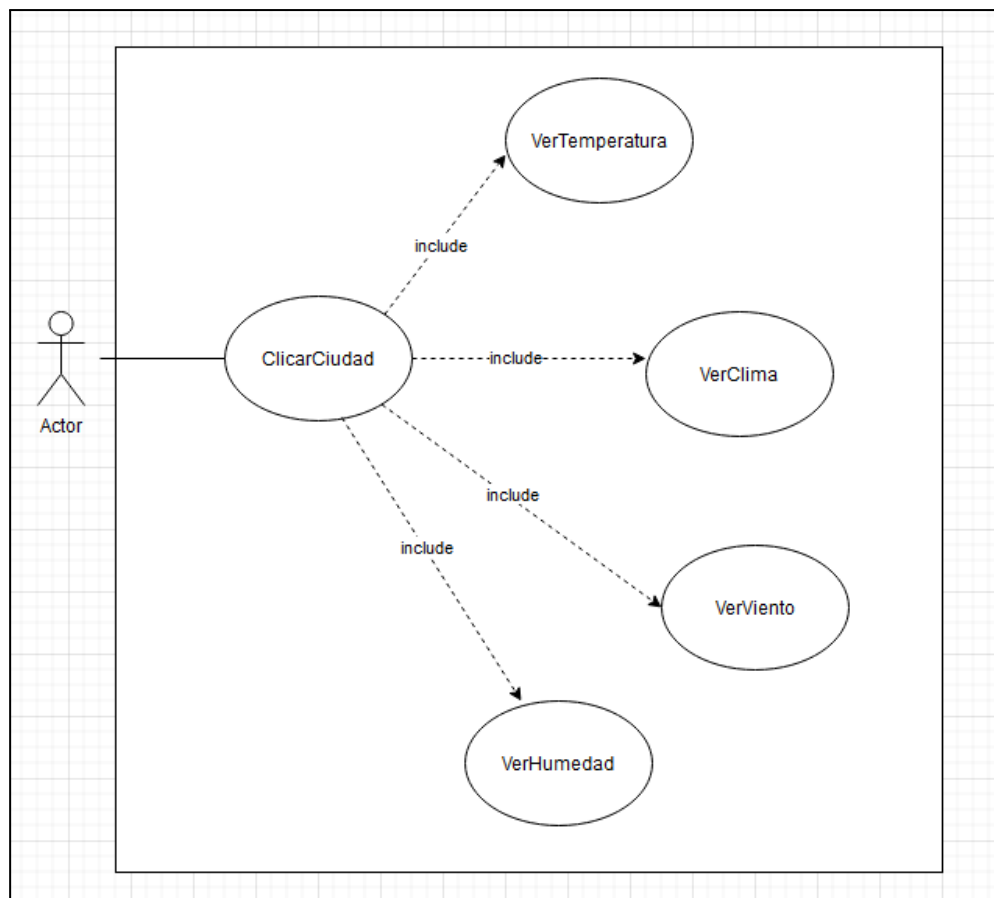 VerTemperatura
include
ClicarCiudad
include
VerClima
Actor
include
include
VerViento
VerHumedad